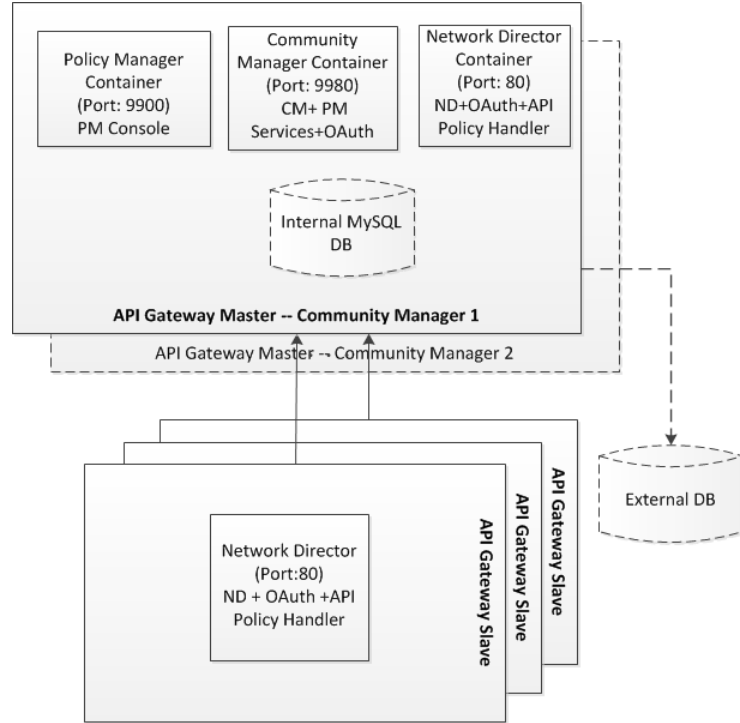 Policy Manager
Container
(Port: 9900)
PM Console
Community
Manager Container
(Port: 9980)
CM+ PM
Services+OAuth
Network Director
Container
(Port: 80)
ND+OAuth+API
Policy Handler
Internal MySQL
DB
API Gateway Master -- Community Manager 1
API Gateway Master -- Community Manager 2
Network Director
(Port:80)
ND + OAuth +API
Policy Handler
API Gateway Slave
API Gateway Slave
API Gateway Slave
External DB